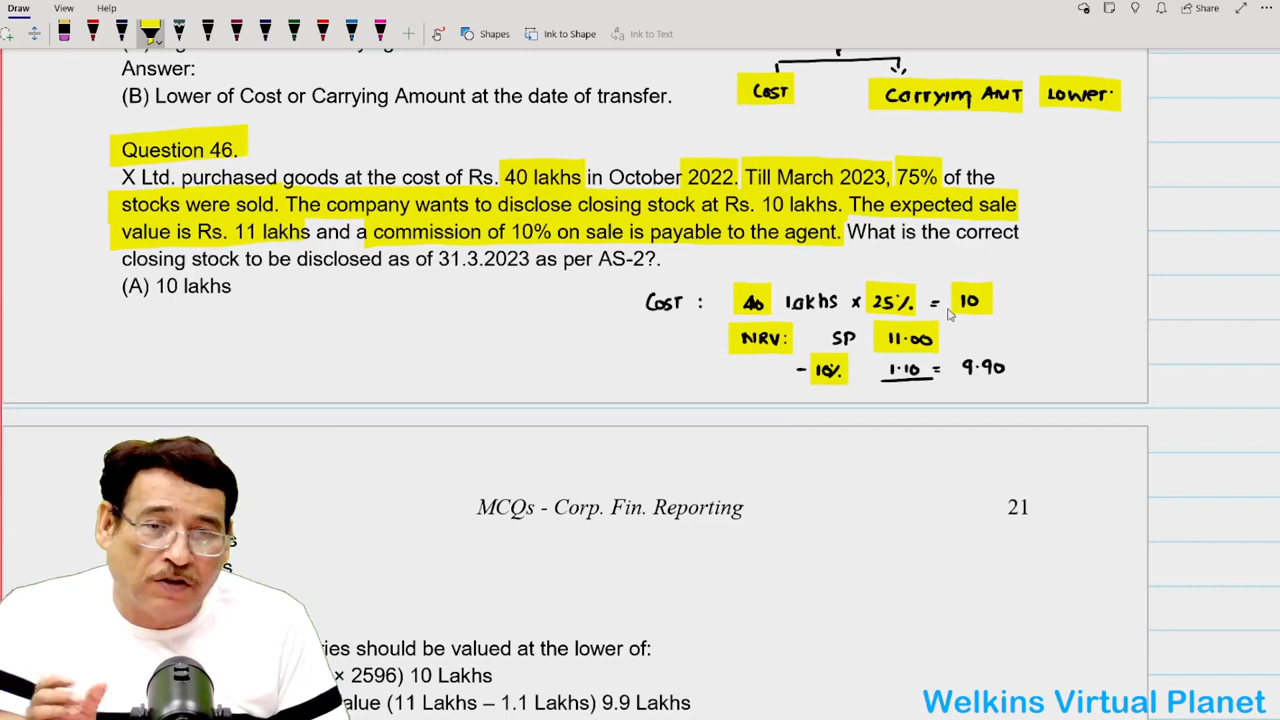 Draw View Help
Shapes Ink to Shape Ink to Text Share
Answer:
(B) Lower of Cost or Carrying Amount at the date of transfer.
Cost Carrying AMT Lower.
Question 46.
X Ltd. purchased goods at the cost of Rs. 40 lakhs in October 2022. Till March 2023, 75% of the
stocks were sold. The company wants to disclose closing stock at Rs. 10 lakhs. The expected sale
value is Rs. 11 lakhs and a commission of 10% on sale is payable to the agent. What is the correct
closing stock to be disclosed as of 31.3.2023 as per AS-2?.
(A) 10 lakhs
Cost : 40 lakhs x 25% = 10
NRV: SP 11.00
- 10% 1.10 = 9.90
MCQs - Corp. Fin. Reporting 21
s
s
ries should be valued at the lower of:
× 2596) 10 Lakhs
alue (11 Lakhs – 1.1 Lakhs) 9.9 Lakhs
Welkins Virtual Planet